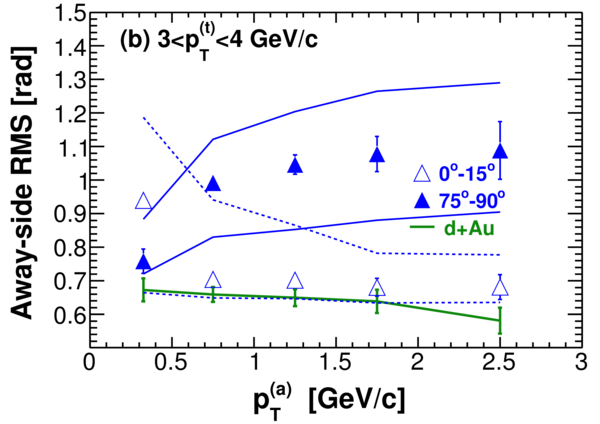 (b) 3<p_T^(t)<4 GeV/c
Away-side RMS [rad]
1.5
1.4
1.3
1.2
1.1
1
0.9
0.8
0.7
0.6
0°-15°
75°-90°
d+Au
0 0.5 1 1.5 2 2.5 3
p_T^(a) [GeV/c]